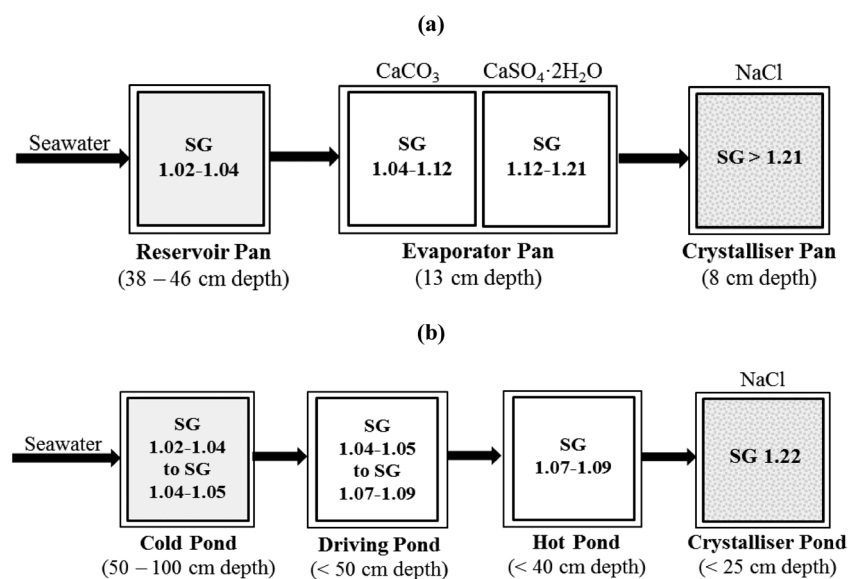 (a)
CaCO₃ CaSO₄·2H₂O NaCl
Seawater
SG
1.02-1.04
SG
1.04-1.12
SG
1.12-1.21
SG > 1.21
Reservoir Pan
(38 – 46 cm depth)
Evaporator Pan
(13 cm depth)
Crystalliser Pan
(8 cm depth)
(b)
NaCl
Seawater
SG
1.02-1.04
to SG
1.04-1.05
SG
1.04-1.05
to SG
1.07-1.09
SG
1.07-1.09
SG 1.22
Cold Pond
(50 – 100 cm depth)
Driving Pond
(< 50 cm depth)
Hot Pond
(< 40 cm depth)
Crystalliser Pond
(< 25 cm depth)